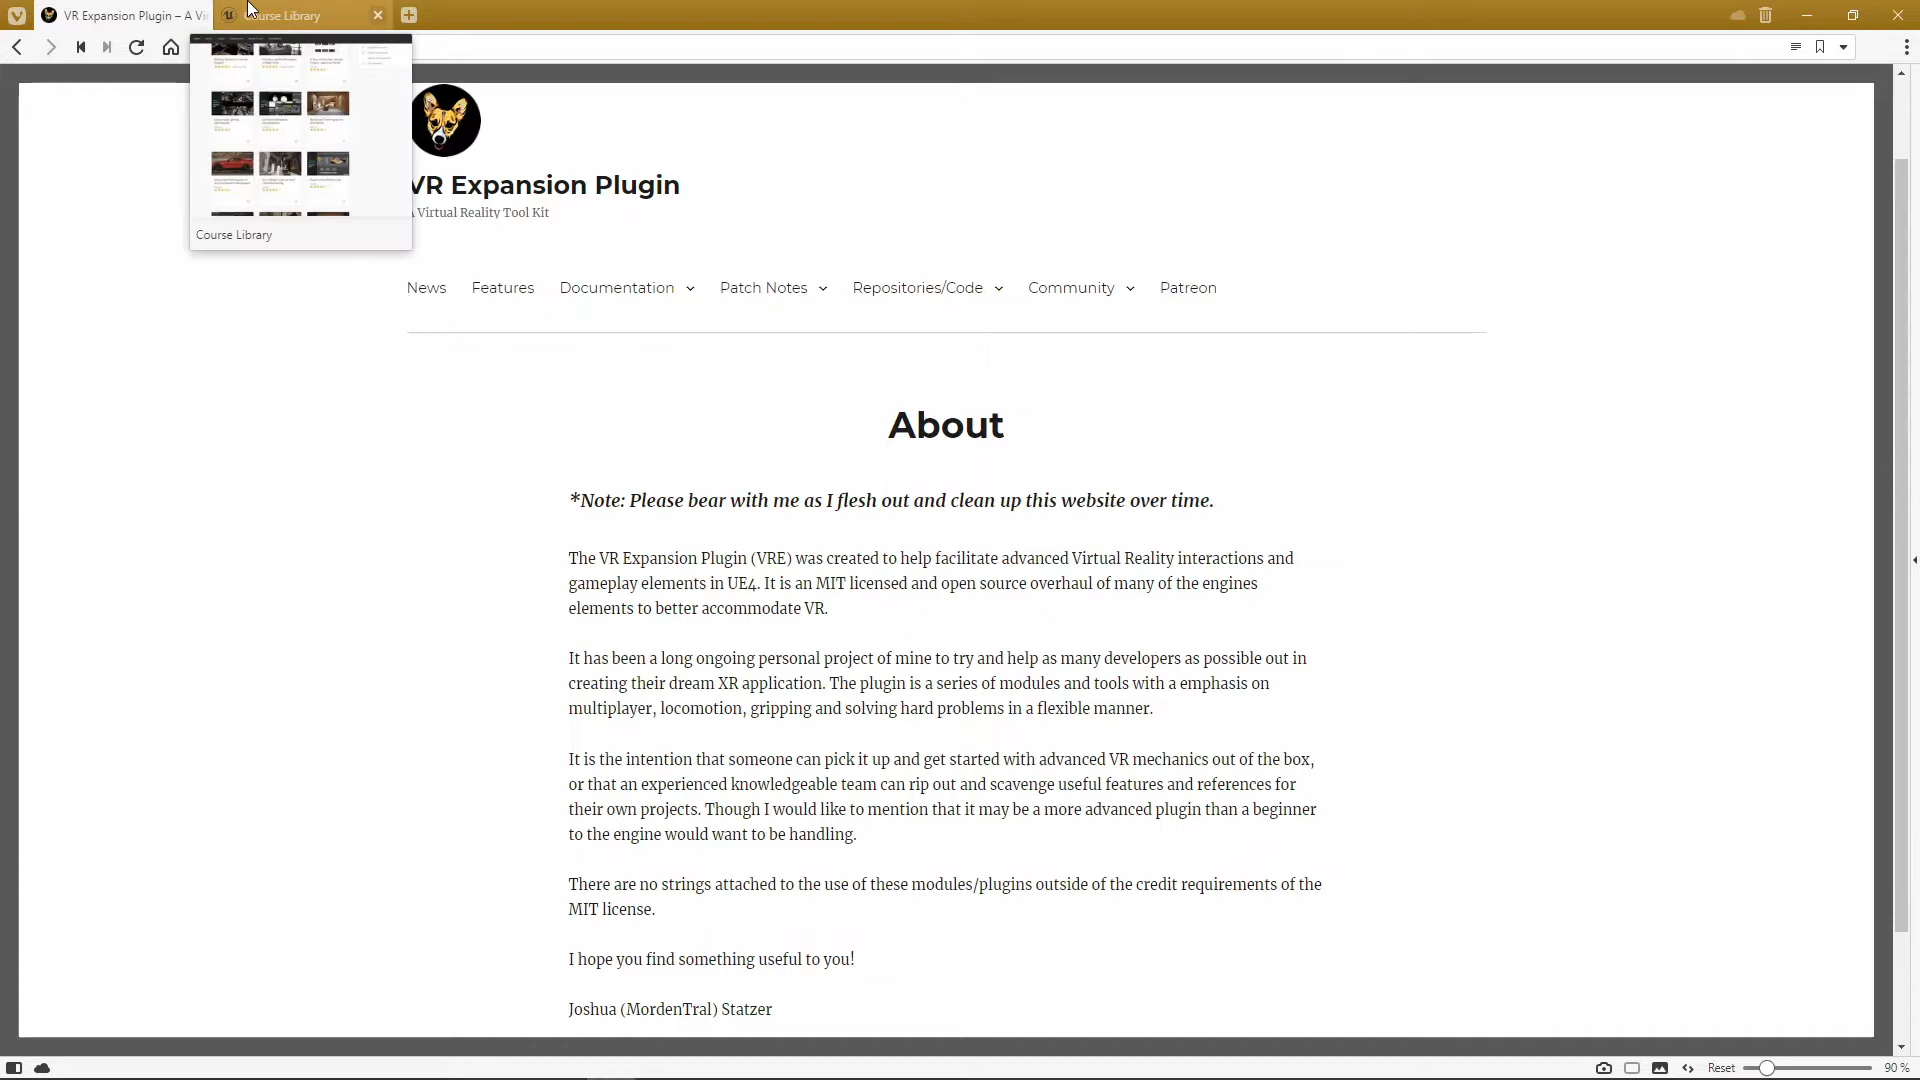 VR Expansion Plugin – A Vi
Course Library
Course Library
VR Expansion Plugin
A Virtual Reality Tool Kit
News Features Documentation Patch Notes Repositories/Code Community Patreon
About
*Note: Please bear with me as I flesh out and clean up this website over time.
The VR Expansion Plugin (VRE) was created to help facilitate advanced Virtual Reality interactions and
gameplay elements in UE4. It is an MIT licensed and open source overhaul of many of the engines
elements to better accommodate VR.
It has been a long ongoing personal project of mine to try and help as many developers as possible out in
creating their dream XR application. The plugin is a series of modules and tools with a emphasis on
multiplayer, locomotion, gripping and solving hard problems in a flexible manner.
It is the intention that someone can pick it up and get started with advanced VR mechanics out of the box,
or that an experienced knowledgeable team can rip out and scavenge useful features and references for
their own projects. Though I would like to mention that it may be a more advanced plugin than a beginner
to the engine would want to be handling.
There are no strings attached to the use of these modules/plugins outside of the credit requirements of the
MIT license.
I hope you find something useful to you!
Joshua (MordenTral) Statzer
Reset 90 %